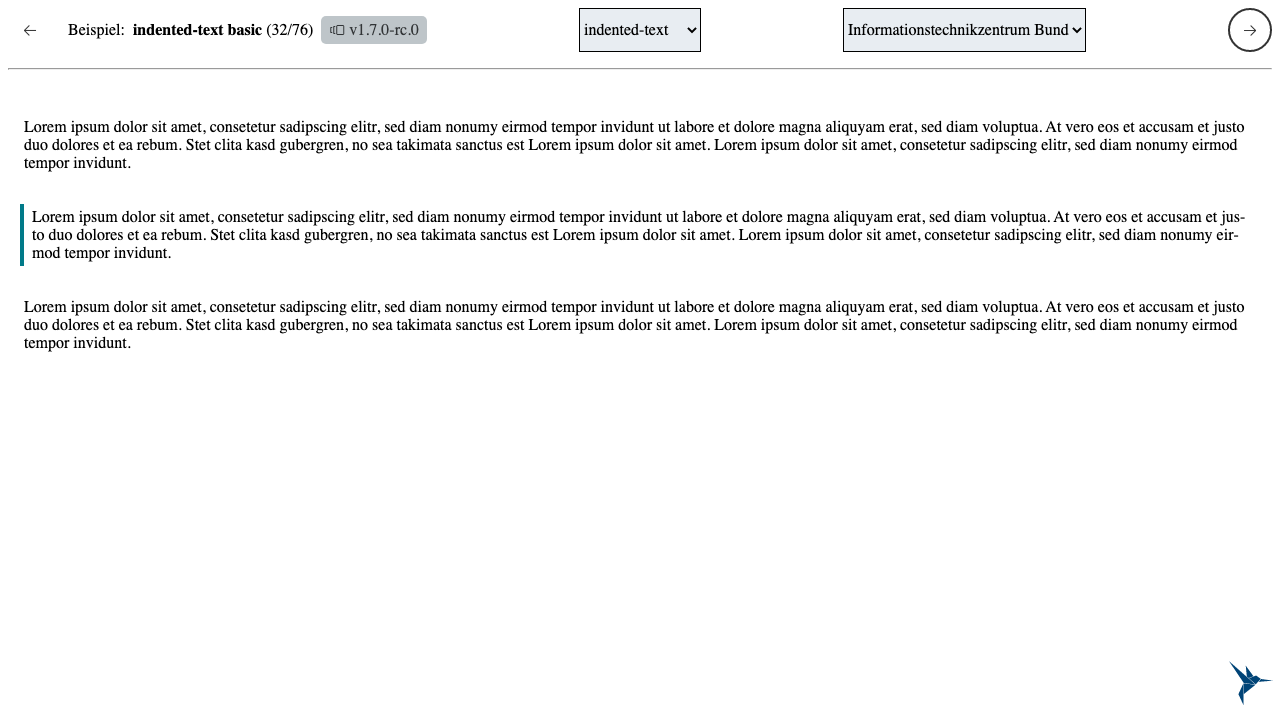 ← Beispiel: indented-text basic (32/76) v1.7.0-rc.0 indented-text Informationstechnikzentrum Bund →
Lorem ipsum dolor sit amet, consetetur sadipscing elitr, sed diam nonumy eirmod tempor invidunt ut labore et dolore magna aliquyam erat, sed diam voluptua. At vero eos et accusam et justo
duo dolores et ea rebum. Stet clita kasd gubergren, no sea takimata sanctus est Lorem ipsum dolor sit amet. Lorem ipsum dolor sit amet, consetetur sadipscing elitr, sed diam nonumy eirmod
tempor invidunt.
Lorem ipsum dolor sit amet, consetetur sadipscing elitr, sed diam nonumy eirmod tempor invidunt ut labore et dolore magna aliquyam erat, sed diam voluptua. At vero eos et accusam et jus-
to duo dolores et ea rebum. Stet clita kasd gubergren, no sea takimata sanctus est Lorem ipsum dolor sit amet. Lorem ipsum dolor sit amet, consetetur sadipscing elitr, sed diam nonumy eir-
mod tempor invidunt.
Lorem ipsum dolor sit amet, consetetur sadipscing elitr, sed diam nonumy eirmod tempor invidunt ut labore et dolore magna aliquyam erat, sed diam voluptua. At vero eos et accusam et justo
duo dolores et ea rebum. Stet clita kasd gubergren, no sea takimata sanctus est Lorem ipsum dolor sit amet. Lorem ipsum dolor sit amet, consetetur sadipscing elitr, sed diam nonumy eirmod
tempor invidunt.